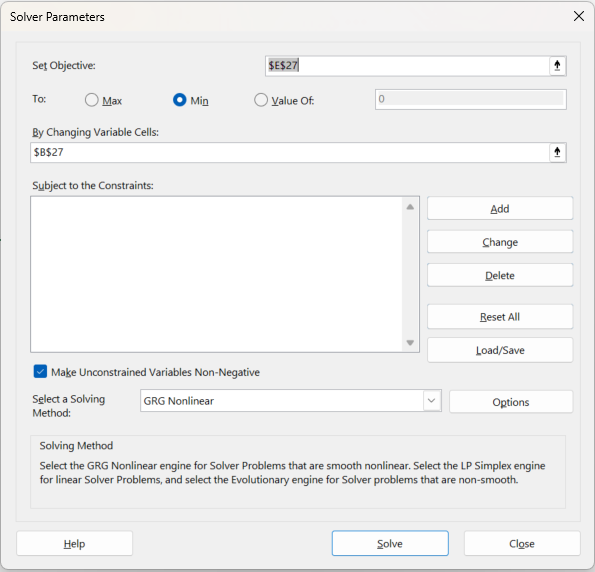 Solver Parameters
Set Objective:
$E$27
To:
Max
Min
Value Of:
0
By Changing Variable Cells:
$B$27
Subject to the Constraints:
Add
Change
Delete
Reset All
Load/Save
Make Unconstrained Variables Non-Negative
Select a Solving
Method:
GRG Nonlinear
Options
Solving Method
Select the GRG Nonlinear engine for Solver Problems that are smooth nonlinear. Select the LP Simplex engine
for linear Solver Problems, and select the Evolutionary engine for Solver problems that are non-smooth.
Help
Solve
Close